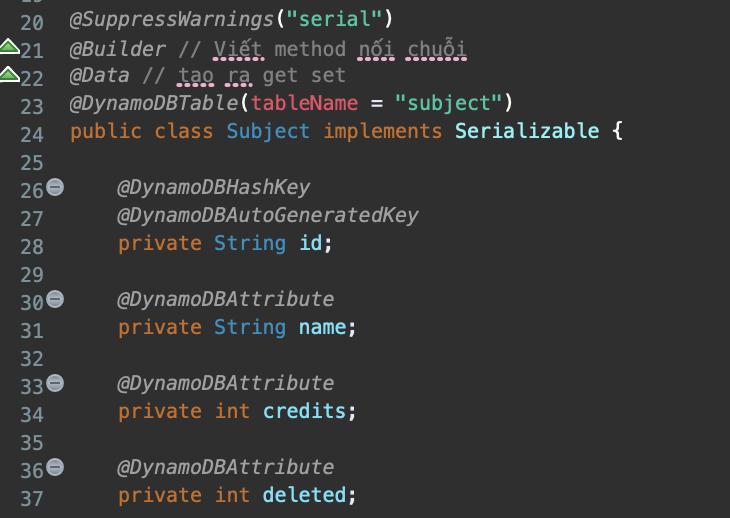 20 @SuppressWarnings("serial")
21 @Builder // Viết method nối chuỗi
22 @Data // tạo ra get set
23 @DynamoDBTable(tableName = "subject")
24 public class Subject implements Serializable {
25
26 @DynamoDBHashKey
27 @DynamoDBAutoGeneratedKey
28 private String id;
29
30 @DynamoDBAttribute
31 private String name;
32
33 @DynamoDBAttribute
34 private int credits;
35
36 @DynamoDBAttribute
37 private int deleted;